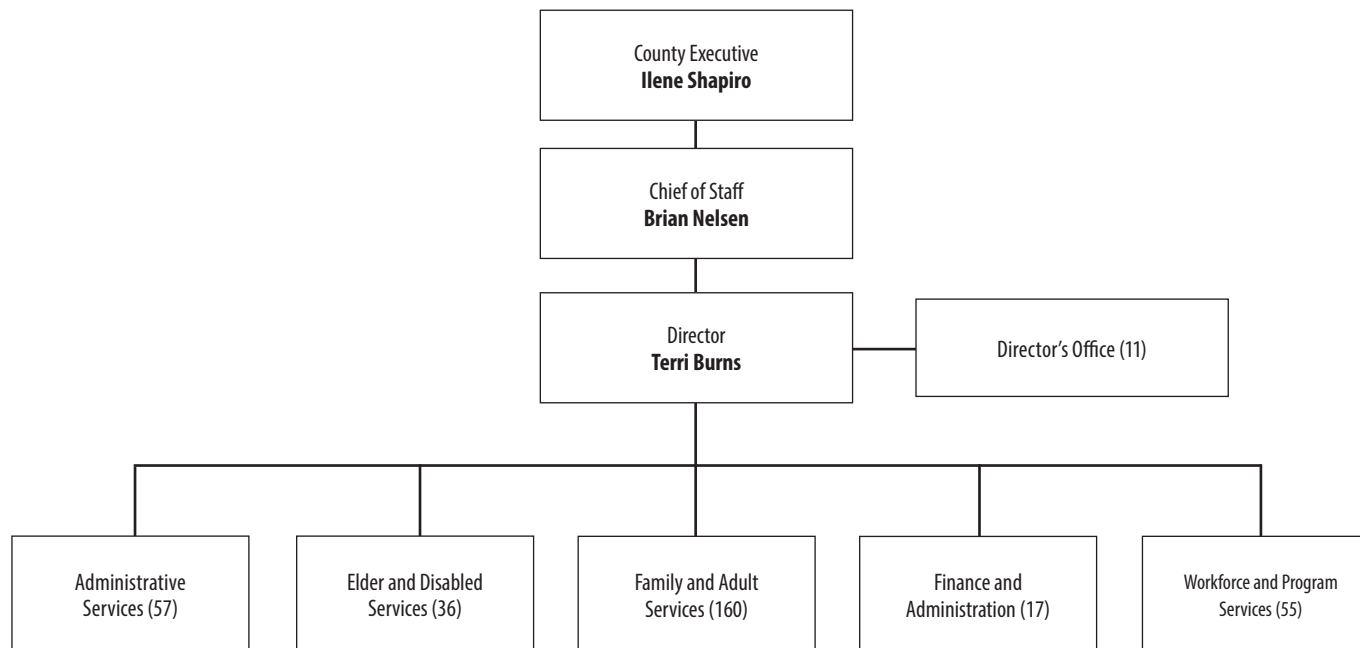 County Executive
Ilene Shapiro
Chief of Staff
Brian Nelsen
Director
Terri Burns
Director’s Office (11)
Administrative
Services (57)
Elder and Disabled
Services (36)
Family and Adult
Services (160)
Finance and
Administration (17)
Workforce and Program
Services (55)